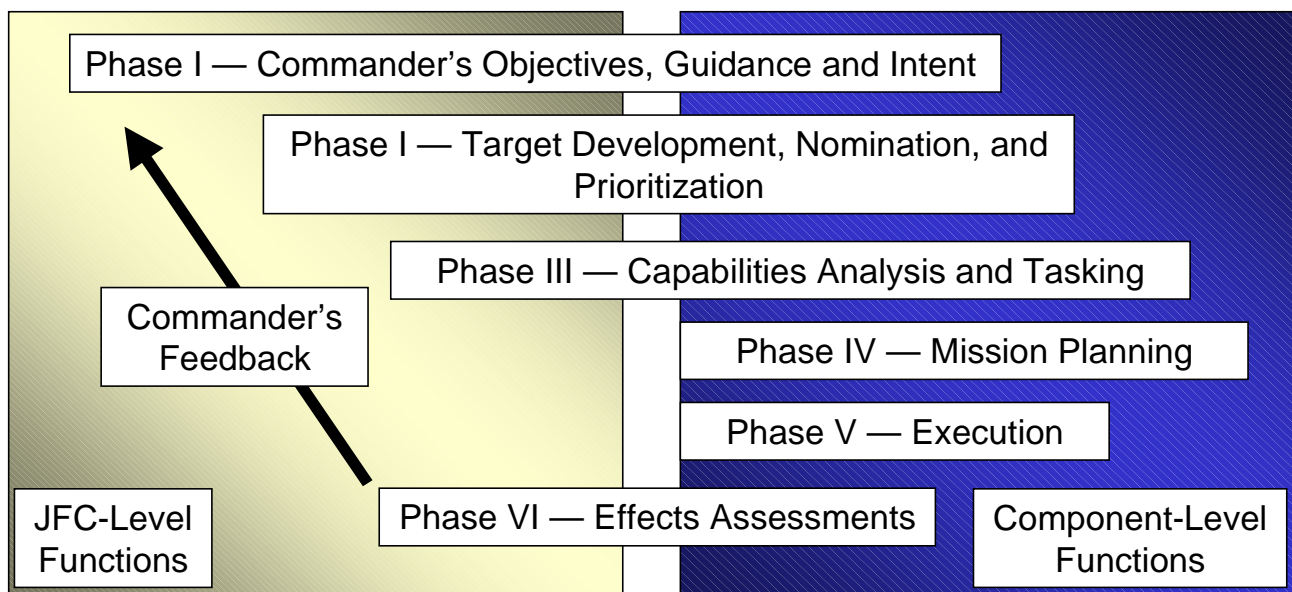 Phase I — Commander’s Objectives, Guidance and Intent
Phase I — Target Development, Nomination, and
Prioritization
Phase III — Capabilities Analysis and Tasking
Commander’s
Feedback
Phase IV — Mission Planning
Phase V — Execution
Phase VI — Effects Assessments
JFC-Level
Functions
Component-Level
Functions